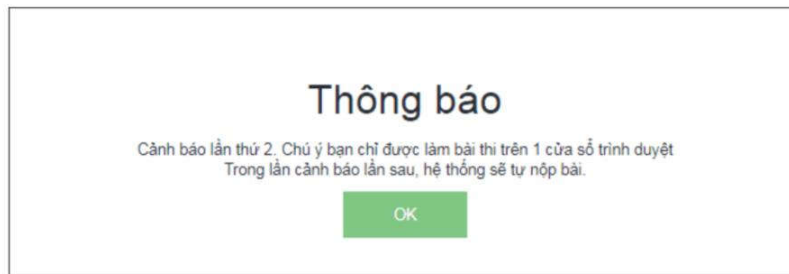 Thông báo
Cảnh báo lần thứ 2. Chú ý bạn chỉ được làm bài thi trên 1 cửa sổ trình duyệt
Trong lần cảnh báo lần sau, hệ thống sẽ tự nộp bài.
OK